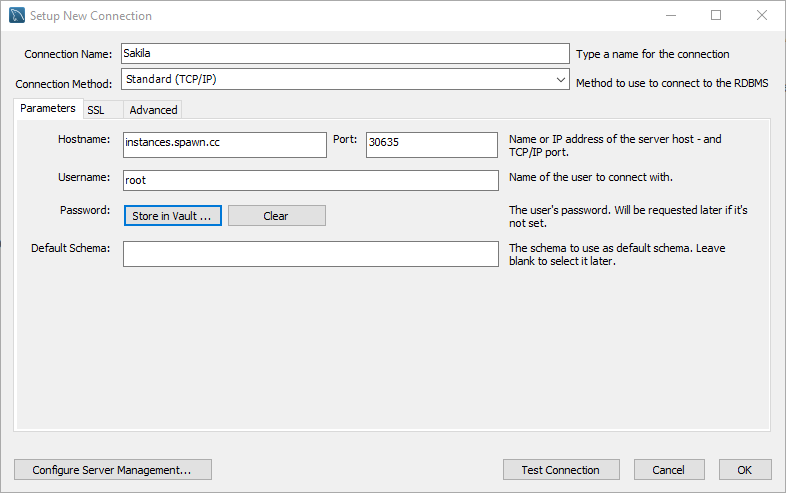 Setup New Connection
Connection Name: Sakila Type a name for the connection
Connection Method: Standard (TCP/IP) Method to use to connect to the RDBMS
Parameters SSL Advanced
Hostname: instances.spawn.cc Port: 30635 Name or IP address of the server host - and
TCP/IP port.
Username: root Name of the user to connect with.
Password: Store in Vault ... Clear The user's password. Will be requested later if it's
not set.
Default Schema: The schema to use as default schema. Leave
blank to select it later.
Configure Server Management... Test Connection Cancel OK